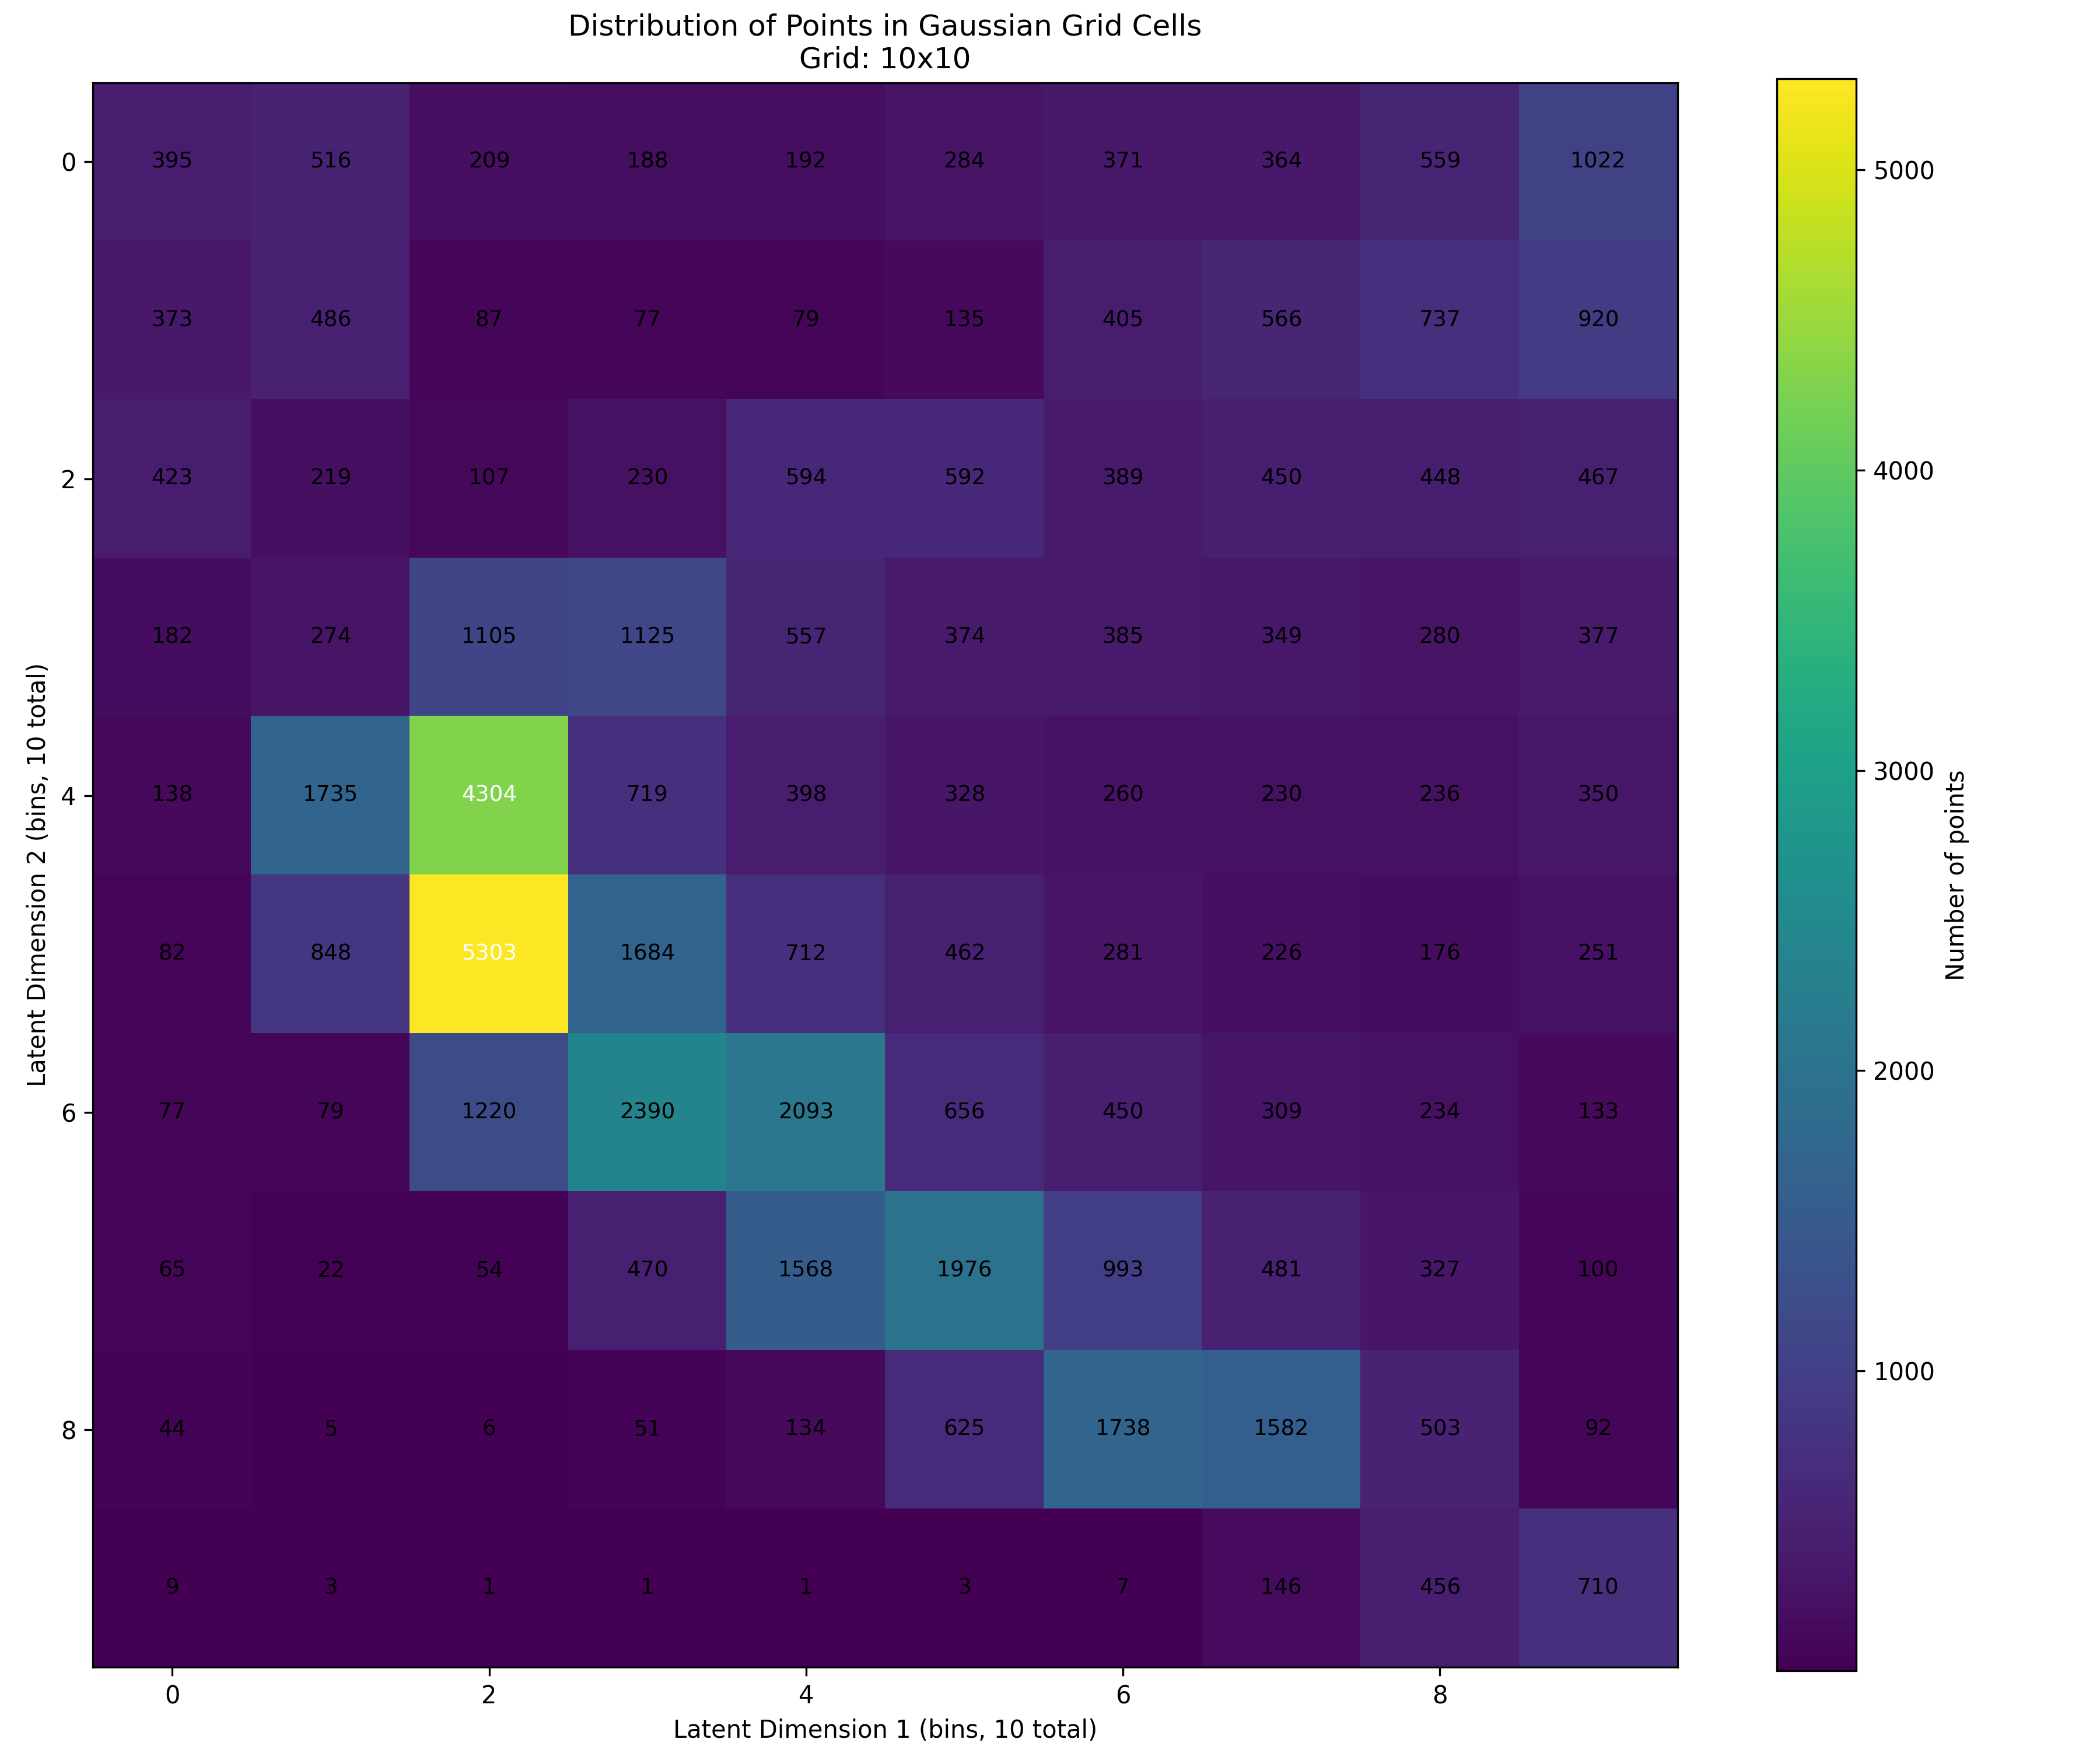 Distribution of Points in Gaussian Grid Cells
Grid: 10x10
0 395 516 209 188 192 284 371 364 559 1022
373 486 87 77 79 135 405 566 737 920
2 423 219 107 230 594 592 389 450 448 467
182 274 1105 1125 557 374 385 349 280 377
4 138 1735 4304 719 398 328 260 230 236 350
82 848 5303 1684 712 462 281 226 176 251
6 77 79 1220 2390 2093 656 450 309 234 133
65 22 54 470 1568 1976 993 481 327 100
8 44 5 6 51 134 625 1738 1582 503 92
9 3 1 1 1 3 7 146 456 710
0 2 4 6 8
Latent Dimension 1 (bins, 10 total)
Latent Dimension 2 (bins, 10 total)
5000
4000
3000
2000
1000
Number of points